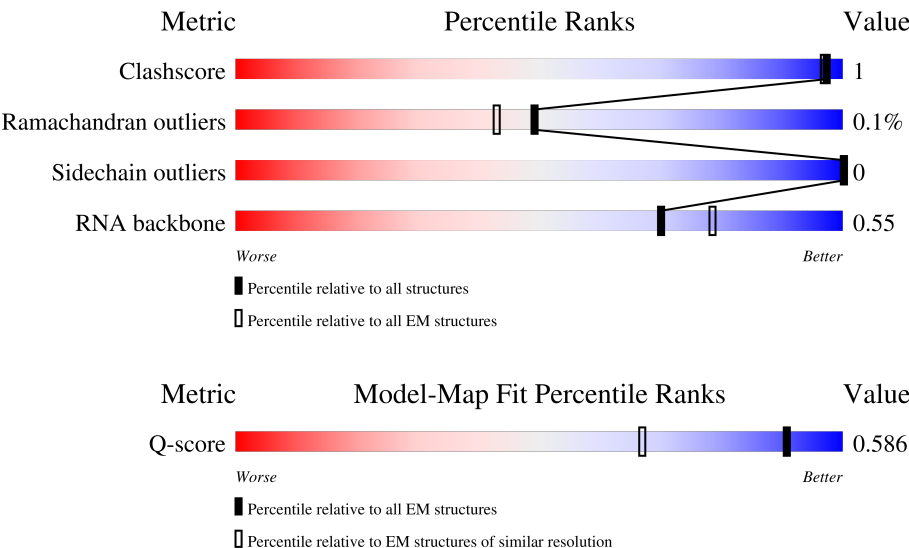 Metric Percentile Ranks Value
Clashscore 1
Ramachandran outliers 0.1%
Sidechain outliers 0
RNA backbone 0.55
Worse Better
Percentile relative to all structures
Percentile relative to all EM structures
Metric Model-Map Fit Percentile Ranks Value
Q-score 0.586
Worse Better
Percentile relative to all EM structures
Percentile relative to EM structures of similar resolution